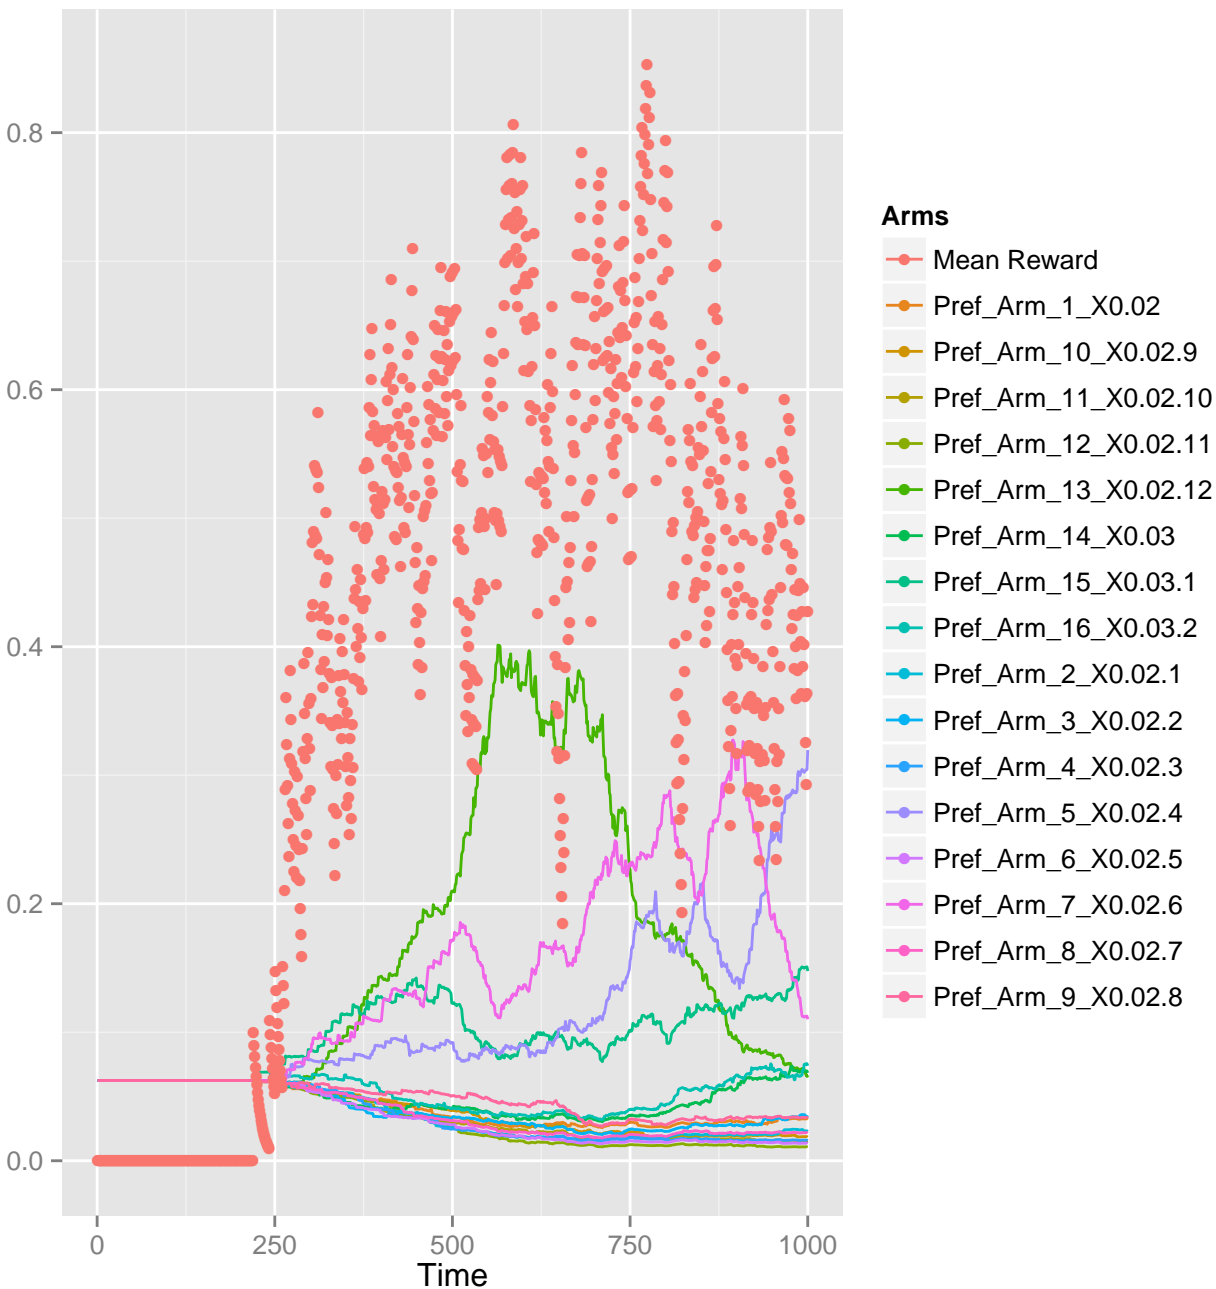 0.8
0.6
0.4
0.2
0.0
0
250
500
750
1000
Time
Arms
Mean Reward
Pref_Arm_1_X0.02
Pref_Arm_10_X0.02.9
Pref_Arm_11_X0.02.10
Pref_Arm_12_X0.02.11
Pref_Arm_13_X0.02.12
Pref_Arm_14_X0.03
Pref_Arm_15_X0.03.1
Pref_Arm_16_X0.03.2
Pref_Arm_2_X0.02.1
Pref_Arm_3_X0.02.2
Pref_Arm_4_X0.02.3
Pref_Arm_5_X0.02.4
Pref_Arm_6_X0.02.5
Pref_Arm_7_X0.02.6
Pref_Arm_8_X0.02.7
Pref_Arm_9_X0.02.8